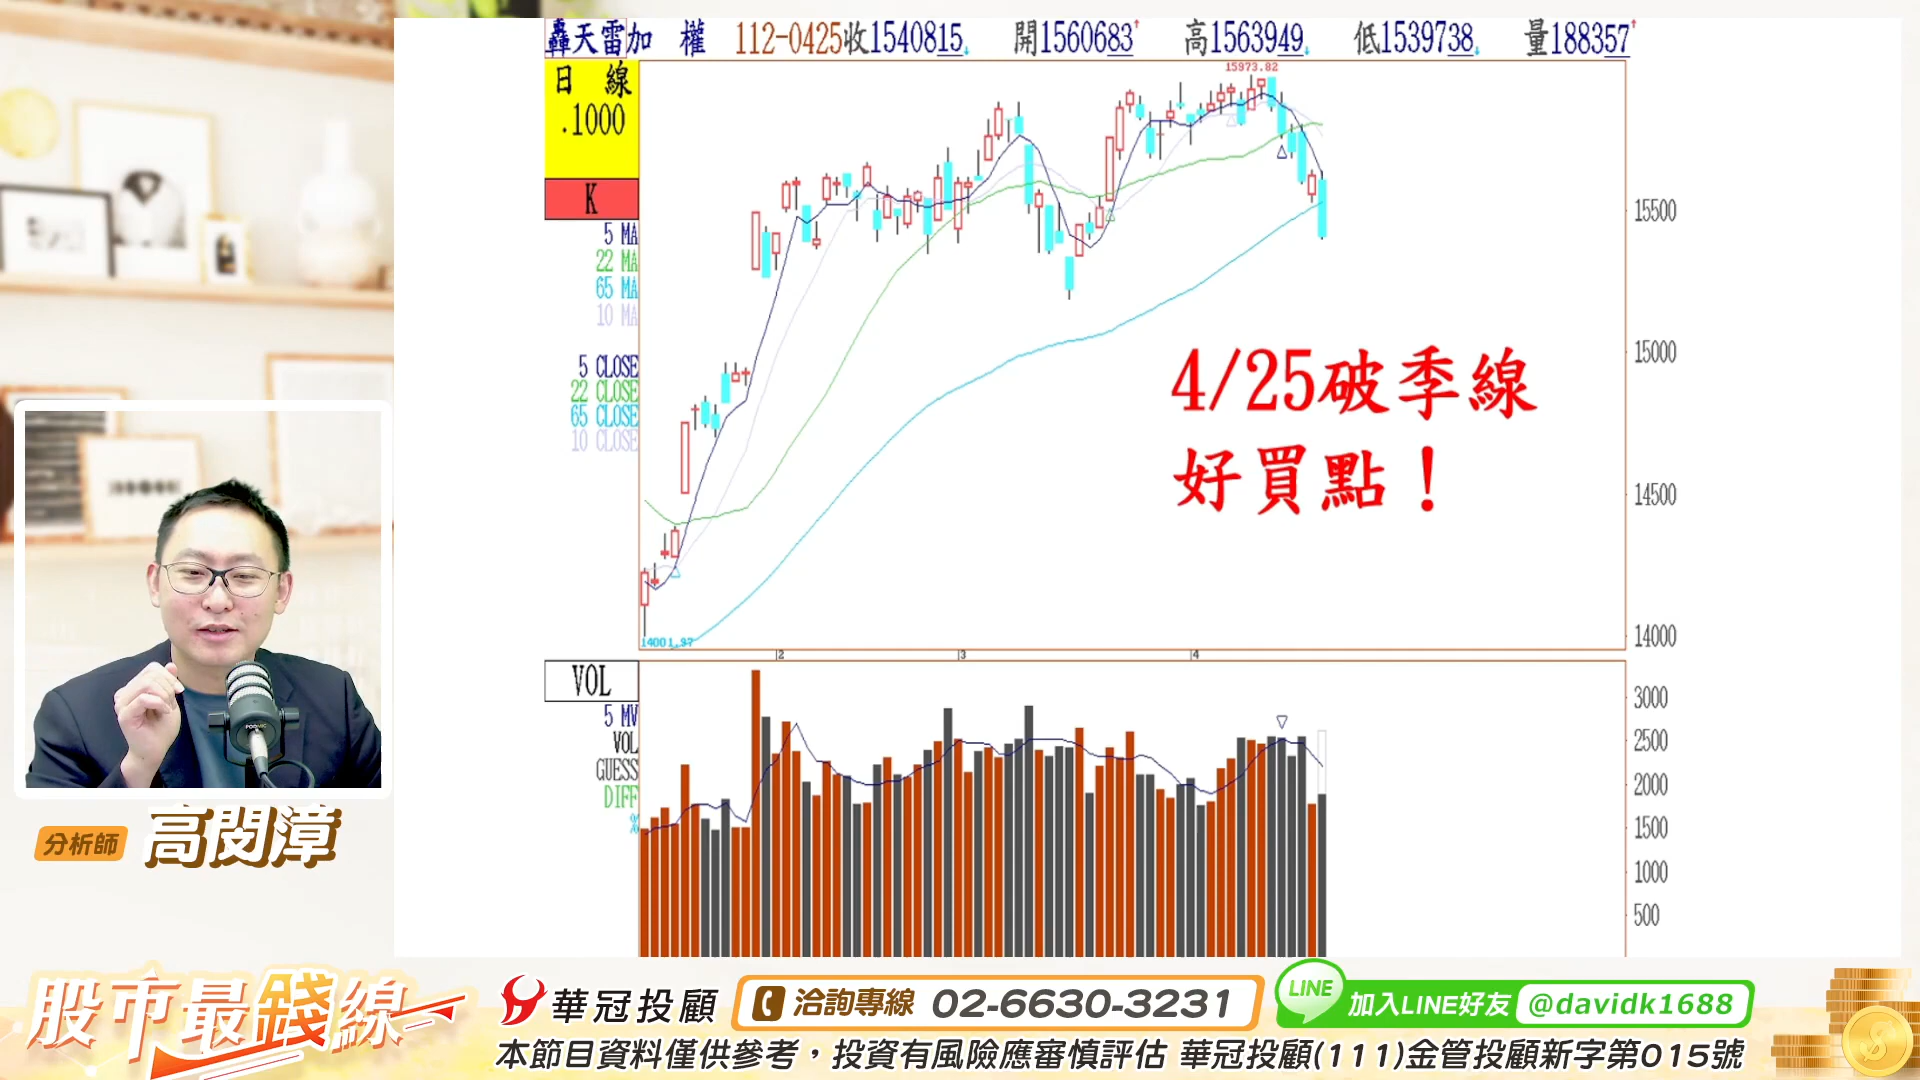 轟天雷加　權　112-0425收1540815　開1560683　高1563949　低1539738　量188357
日　線
.1000
K
5 MA
22 MA
65 MA
10 MA
5 CLOSE
22 CLOSE
65 CLOSE
10 CLOSE
15973.82
15500
15000
14500
14000
4/25破季線
好買點！
14001.97
2
3
4
VOL
5 MV
VOL
GUESS
DIFF
%
3000
2500
2000
1500
1000
500
分析師 高閔漳
股市最錢線
華冠投顧 洽詢專線 02-6630-3231
LINE 加入LINE好友 @davidk1688
本節目資料僅供參考，投資有風險應審慎評估 華冠投顧(111)金管投顧新字第015號